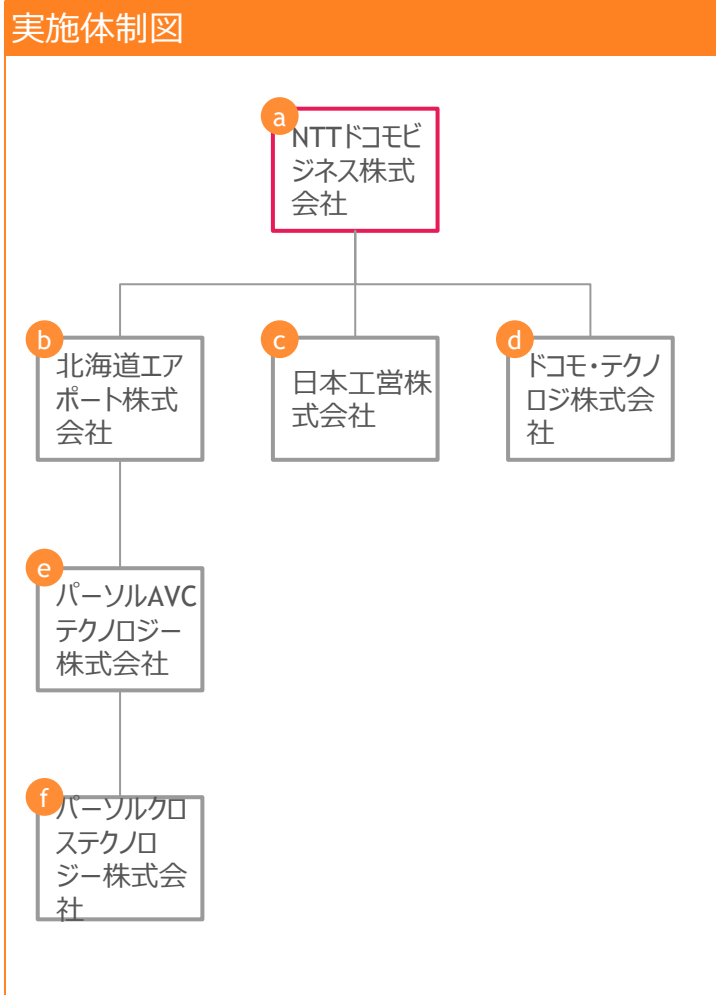 実施体制図
a
NTTドコモビ
ジネス株式
会社
b
北海道エア
ポート株式
会社
c
日本工営株
式会社
d
ドコモ・テクノ
ロジ株式会
社
e
パーソルAVC
テクノロジー
株式会社
f
パーソルクロ
ステクノロ
ジー株式会
社